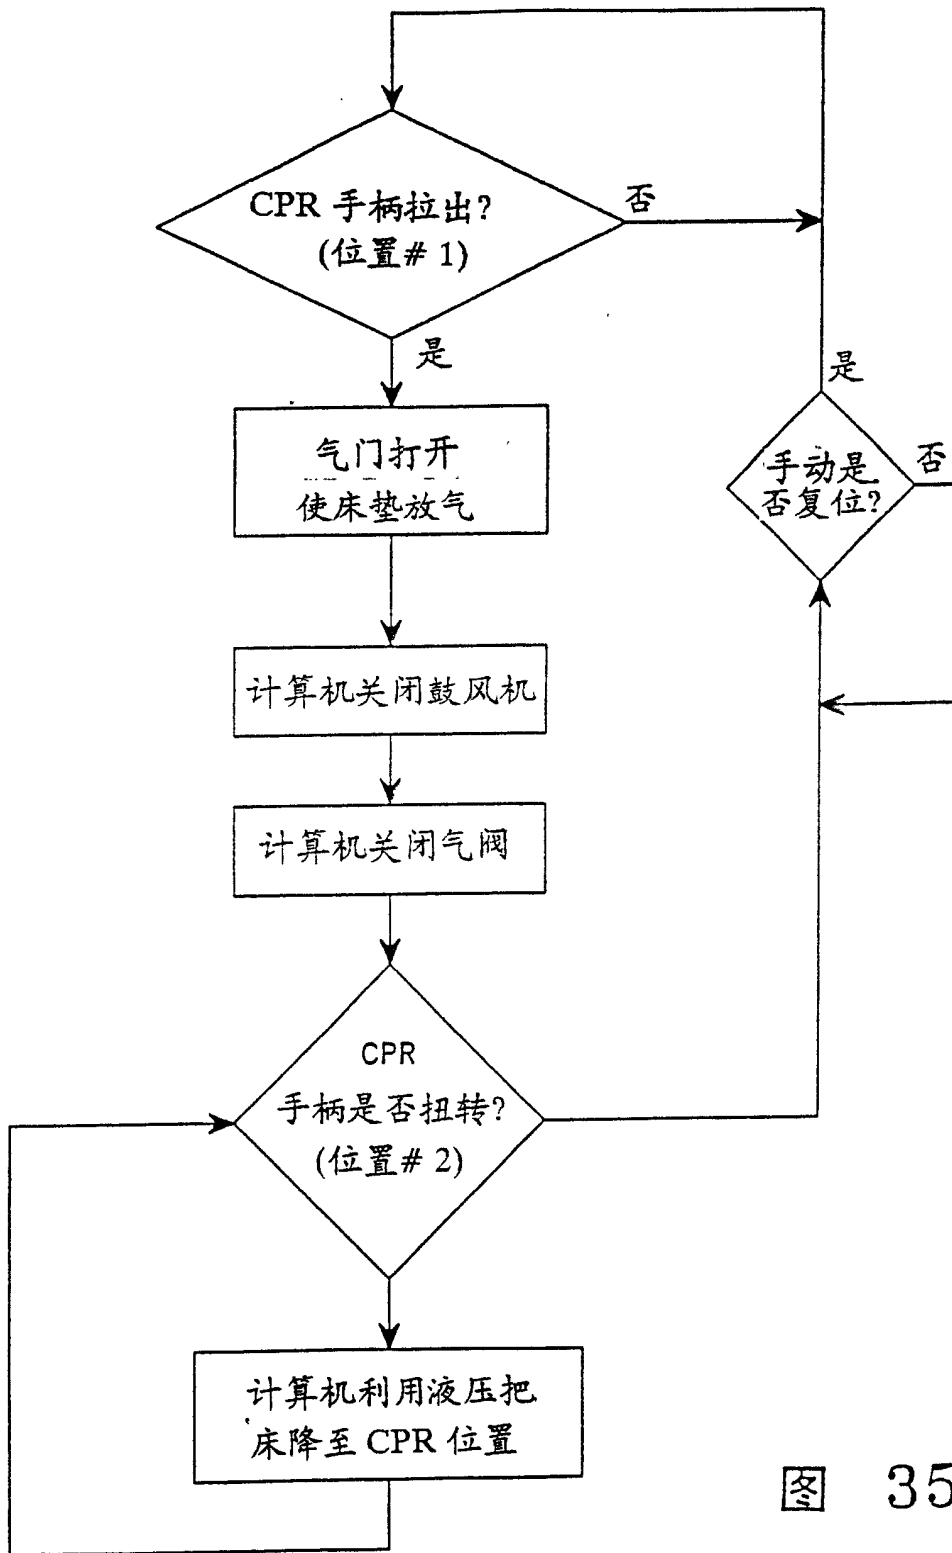 CPR 手柄拉出?
(位置# 1)
否
是
气门打开
使床垫放气
是
手动是
否复位?
否
计算机关闭鼓风机
计算机关闭气阀
CPR
手柄是否扭转?
(位置# 2)
计算机利用液压把
床降至 CPR 位置
图 35